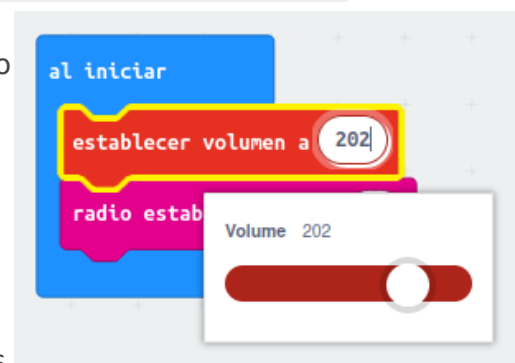 al iniciar
establecer volumen a 202
radio estab
Volume 202